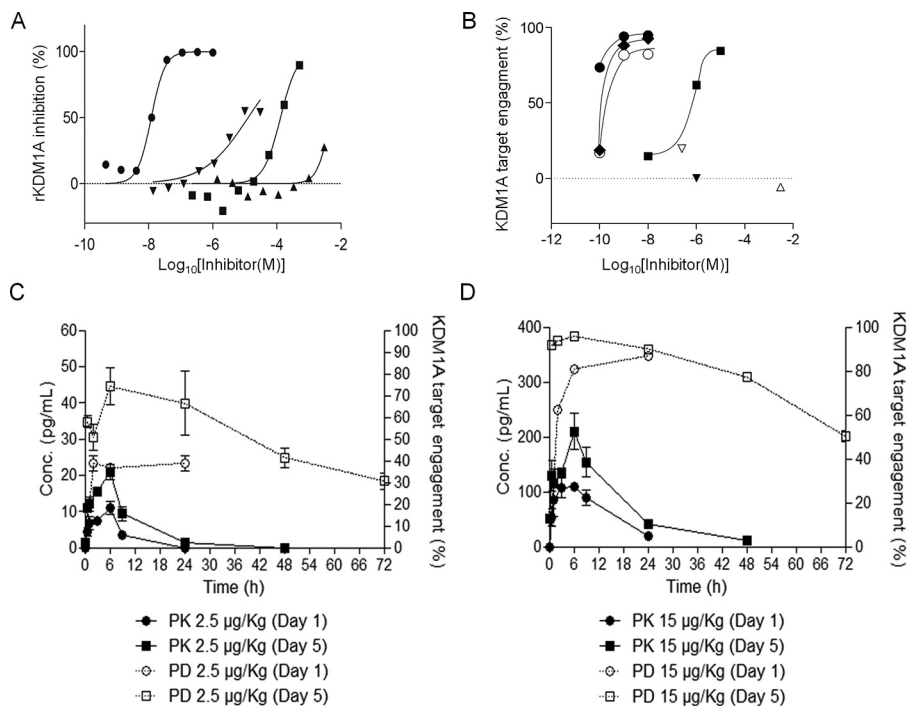 A
rKDM1A inhibition (%)
100
50
0
-10
-8
-6
-4
-2
Log10[Inhibitor(M)]
B
KDM1A target engagment (%)
100
50
0
-50
-12
-10
-8
-6
-4
-2
Log10[Inhibitor(M)]
C
Conc. (pg/mL)
60
50
40
30
20
10
0
KDM1A target engagement (%)
100
90
80
70
60
50
40
30
20
10
0
0 6 12 18 24 30 36 42 48 54 60 66 72
Time (h)
PK 2.5 µg/Kg (Day 1)
PK 2.5 µg/Kg (Day 5)
PD 2.5 µg/Kg (Day 1)
PD 2.5 µg/Kg (Day 5)
D
Conc. (pg/mL)
400
300
200
100
0
KDM1A target engagement (%)
100
80
60
40
20
0
0 6 12 18 24 30 36 42 48 54 60 66 72
Time (h)
PK 15 µg/Kg (Day 1)
PK 15 µg/Kg (Day 5)
PD 15 µg/Kg (Day 1)
PD 15 µg/Kg (Day 5)